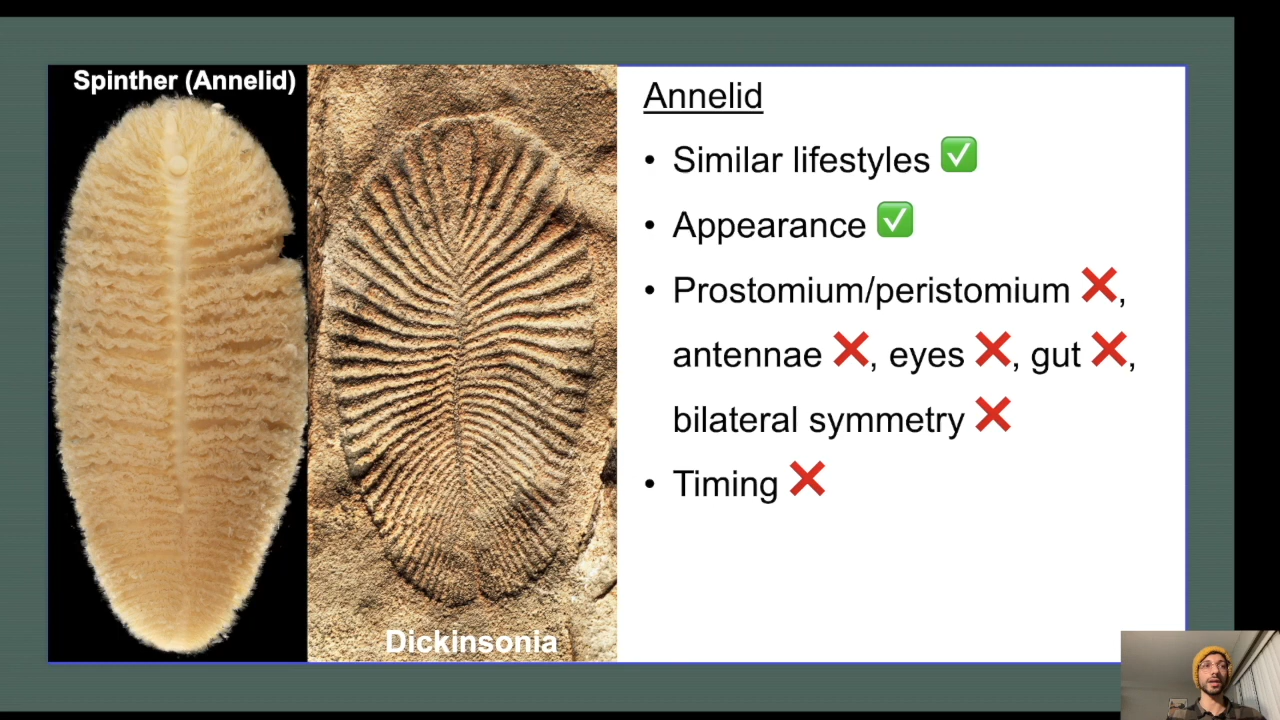 Spinther (Annelid)
Dickinsonia
Annelid
• Similar lifestyles ✅
• Appearance ✅
• Prostomium/peristomium ❌,
antennae ❌, eyes ❌, gut ❌,
bilateral symmetry ❌
• Timing ❌